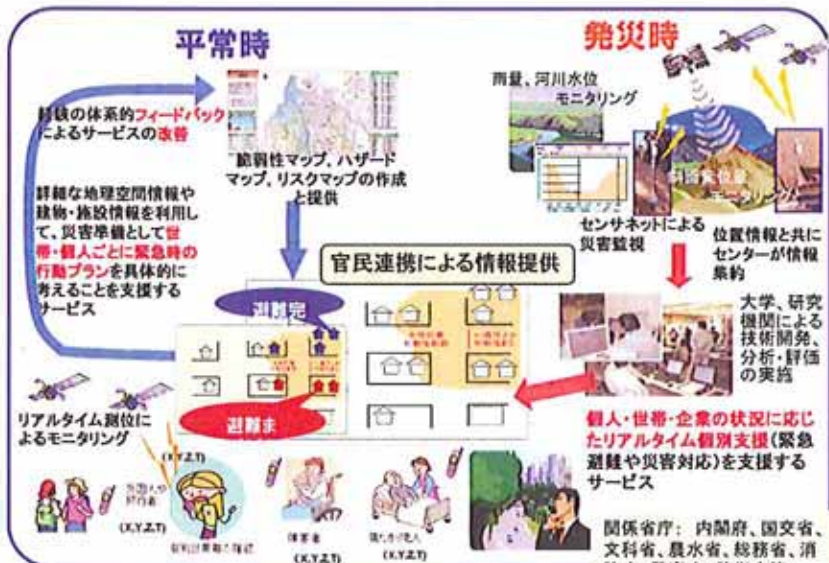 平常時
発災時
経験の体系的フィードバック
によるサービスの改善
脆弱性マップ、ハザード
マップ、リスクマップの作成
と提供
雨量、河川水位
モニタリング
モニタリング
センサネットによる
災害監視
位置情報と共に
センターが情報
集約
詳細な地理空間情報や
建物・施設情報を利用し
て、災害準備として世
帯・個人ごとに緊急時の
行動プランを具体的に
考えることを支援する
サービス
官民連携による情報提供
避難完
避難ま
大学、研究
機関による
技術開発、
分析・評価
の実施
リアルタイム測位に
よるモニタリング
個人・世帯・企業の状況に応じ
たリアルタイム個別支援(緊急
避難や災害対応)を支援する
サービス
(X,Y,Z,T)
(X,Y,Z,T)
障害者
(X,Y,Z,T)
(X,Y,Z,T)
関係省庁: 内閣府、国交省、
文科省、農水省、総務省、消